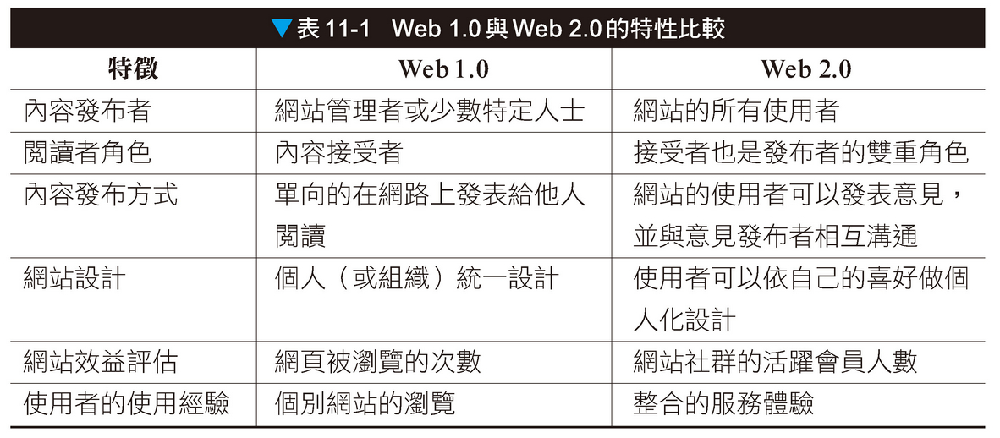 ▼表 11-1 Web 1.0與Web 2.0的特性比較
特徵 Web 1.0 Web 2.0
內容發布者 網站管理者或少數特定人士 網站的所有使用者
閱讀者角色 內容接受者 接受者也是發布者的雙重角色
內容發布方式 單向的在網路上發表給他人 網站的使用者可以發表意見，
閱讀 並與意見發布者相互溝通
網站設計 個人（或組織）統一設計 使用者可以依自己的喜好做個
人化設計
網站效益評估 網頁被瀏覽的次數 網站社群的活躍會員人數
使用者的使用經驗 個別網站的瀏覽 整合的服務體驗